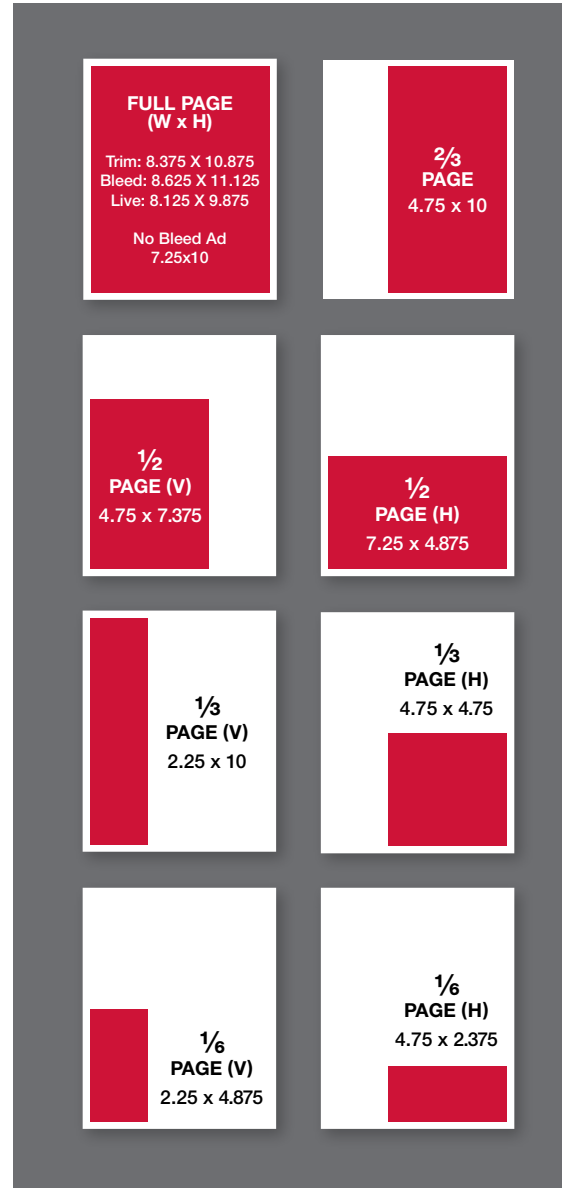 FULL PAGE
(W x H)
Trim: 8.375 X 10.875
Bleed: 8.625 X 11.125
Live: 8.125 X 9.875
No Bleed Ad
7.25x10
⅔
PAGE
4.75 x 10
½
PAGE (V)
4.75 x 7.375
½
PAGE (H)
7.25 x 4.875
⅓
PAGE (V)
2.25 x 10
⅓
PAGE (H)
4.75 x 4.75
⅙
PAGE (V)
2.25 x 4.875
⅙
PAGE (H)
4.75 x 2.375